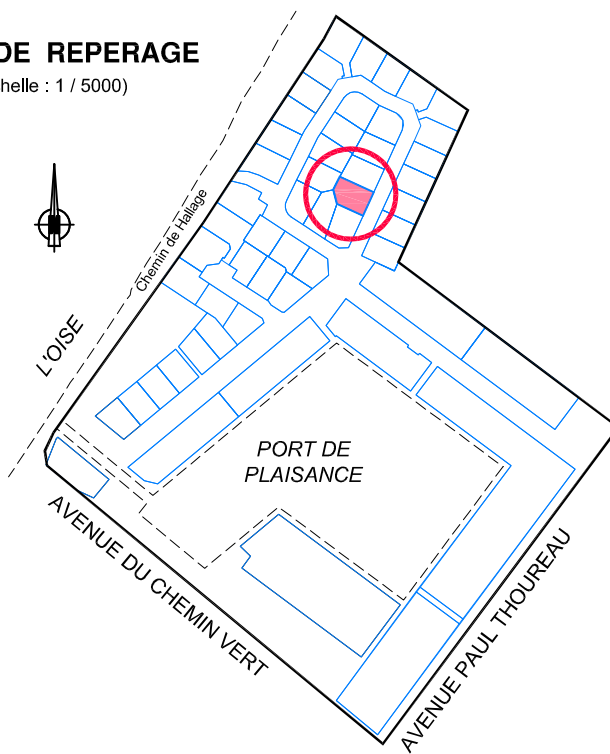 DE REPERAGE
helle : 1 / 5000)
Chemin de Hallage
L'OISE
PORT DE
PLAISANCE
AVENUE DU CHEMIN VERT
AVENUE PAUL THOUREAU